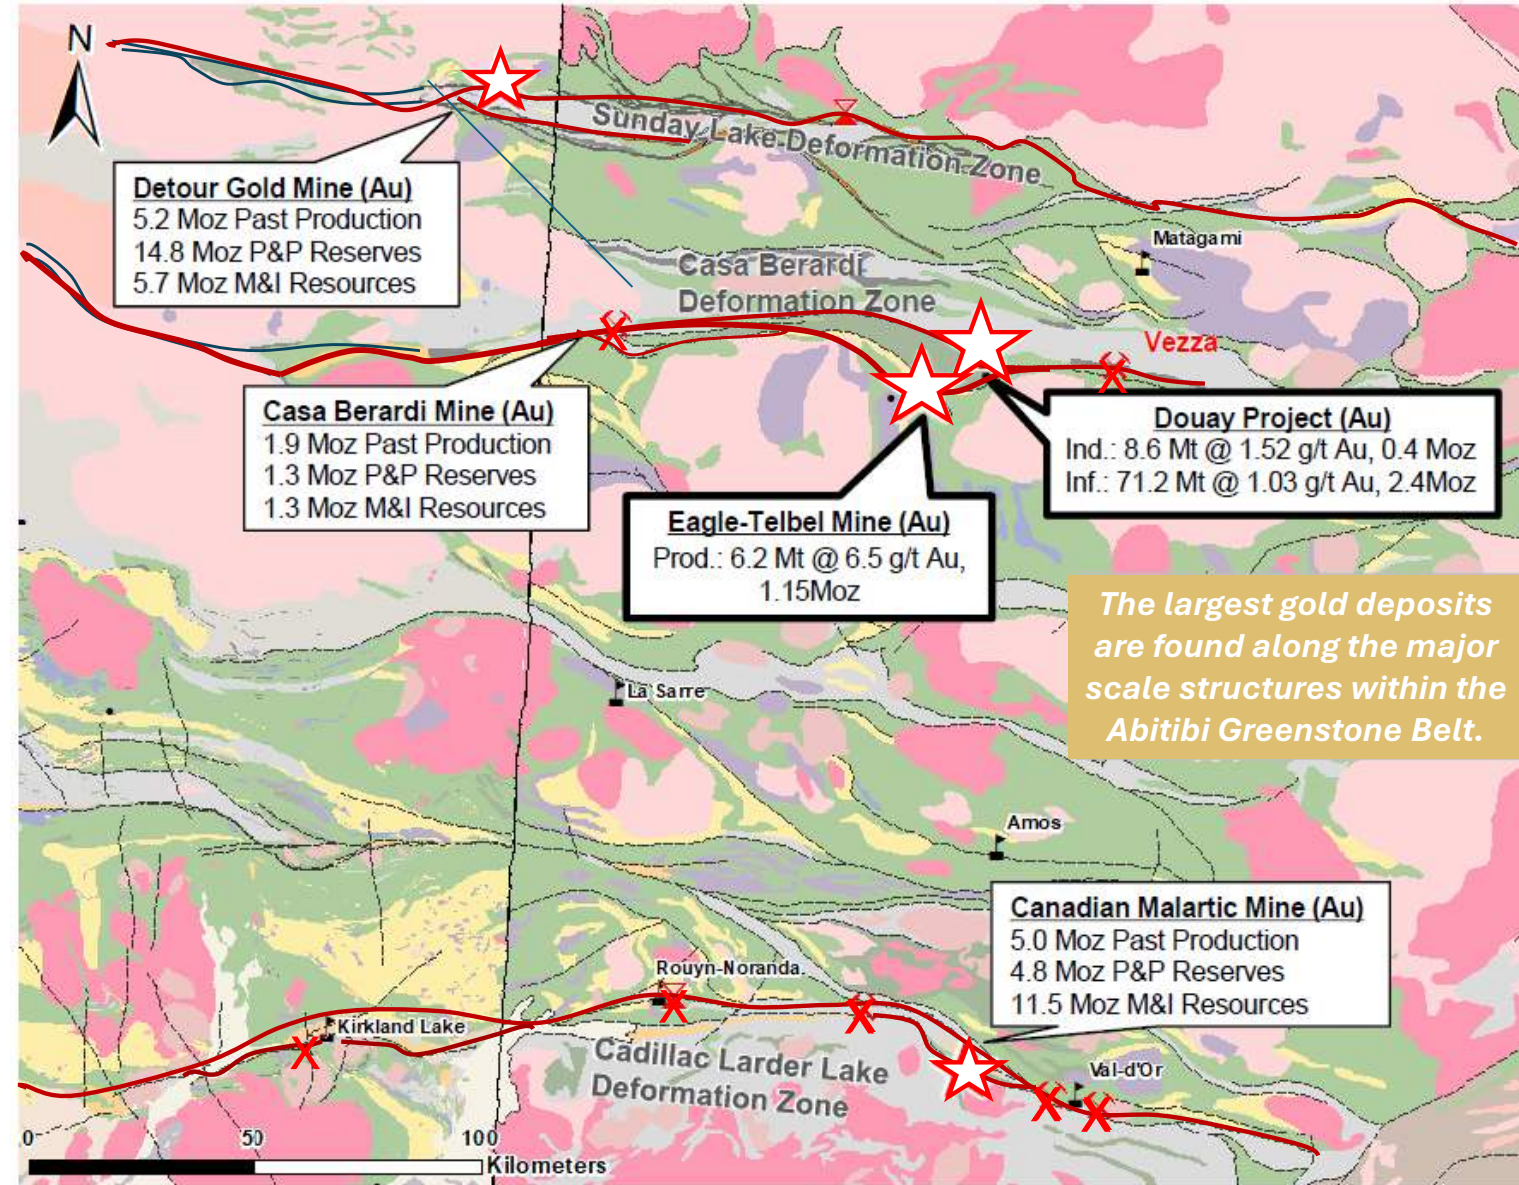 N
Sunday Lake Deformation Zone
Detour Gold Mine (Au)
5.2 Moz Past Production
14.8 Moz P&P Reserves
5.7 Moz M&I Resources
Matagami
Casa Berardi
Deformation Zone
Vezza
Casa Berardi Mine (Au)
1.9 Moz Past Production
1.3 Moz P&P Reserves
1.3 Moz M&I Resources
Douay Project (Au)
Ind.: 8.6 Mt @ 1.52 g/t Au, 0.4 Moz
Inf.: 71.2 Mt @ 1.03 g/t Au, 2.4Moz
Eagle-Telbel Mine (Au)
Prod.: 6.2 Mt @ 6.5 g/t Au,
1.15Moz
The largest gold deposits
are found along the major
scale structures within the
Abitibi Greenstone Belt.
La Sarre
Amos
Canadian Malartic Mine (Au)
5.0 Moz Past Production
4.8 Moz P&P Reserves
11.5 Moz M&I Resources
Rouyn-Noranda
Kirkland Lake
Cadillac Larder Lake
Deformation Zone
Val-d'Or
0 50 100
Kilometers